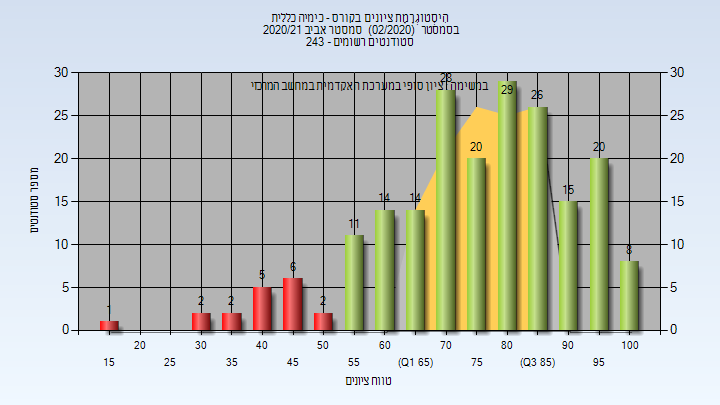 היסטוגרמת ציונים בקורס - כימיה כללית
בסמסטר (02/2020) סמסטר אביב 2020/21
סטודנטים רשומים - 243
במשימה: ציון סופי במערכת האקדמית במחשב המרכזי
מספר סטודנטים
30 25 20 15 10 5 0
1 2 2 5 6 2 11 14 14 28 20 29 26 15 20 8
30 25 20 15 10 5 0
20 30 40 50 60 70 80 90 100
15 25 35 45 55 (Q1 65) 75 (Q3 85) 95
טווח ציונים